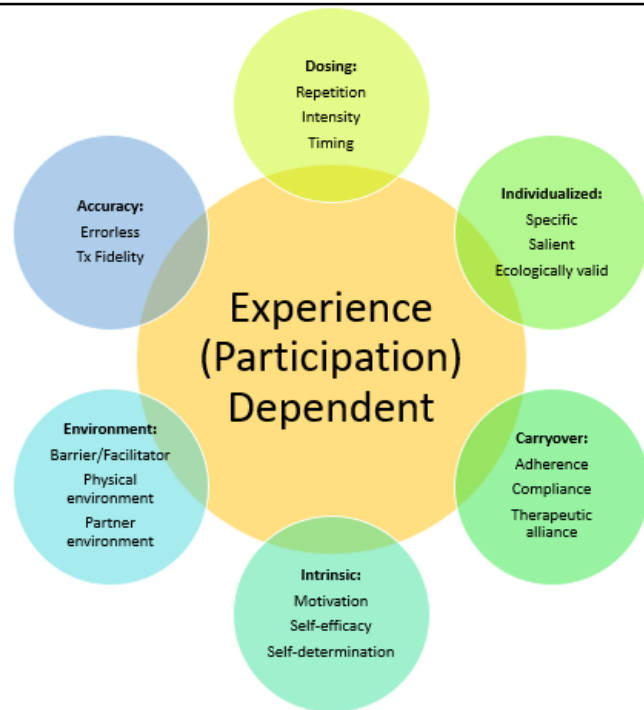 Dosing:
Repetition
Intensity
Timing
Individualized:
Specific
Salient
Ecologically valid
Carryover:
Adherence
Compliance
Therapeutic
alliance
Intrinsic:
Motivation
Self-efficacy
Self-determination
Environment:
Barrier/Facilitator
Physical
environment
Partner
environment
Accuracy:
Errorless
Tx Fidelity
Experience
(Participation)
Dependent